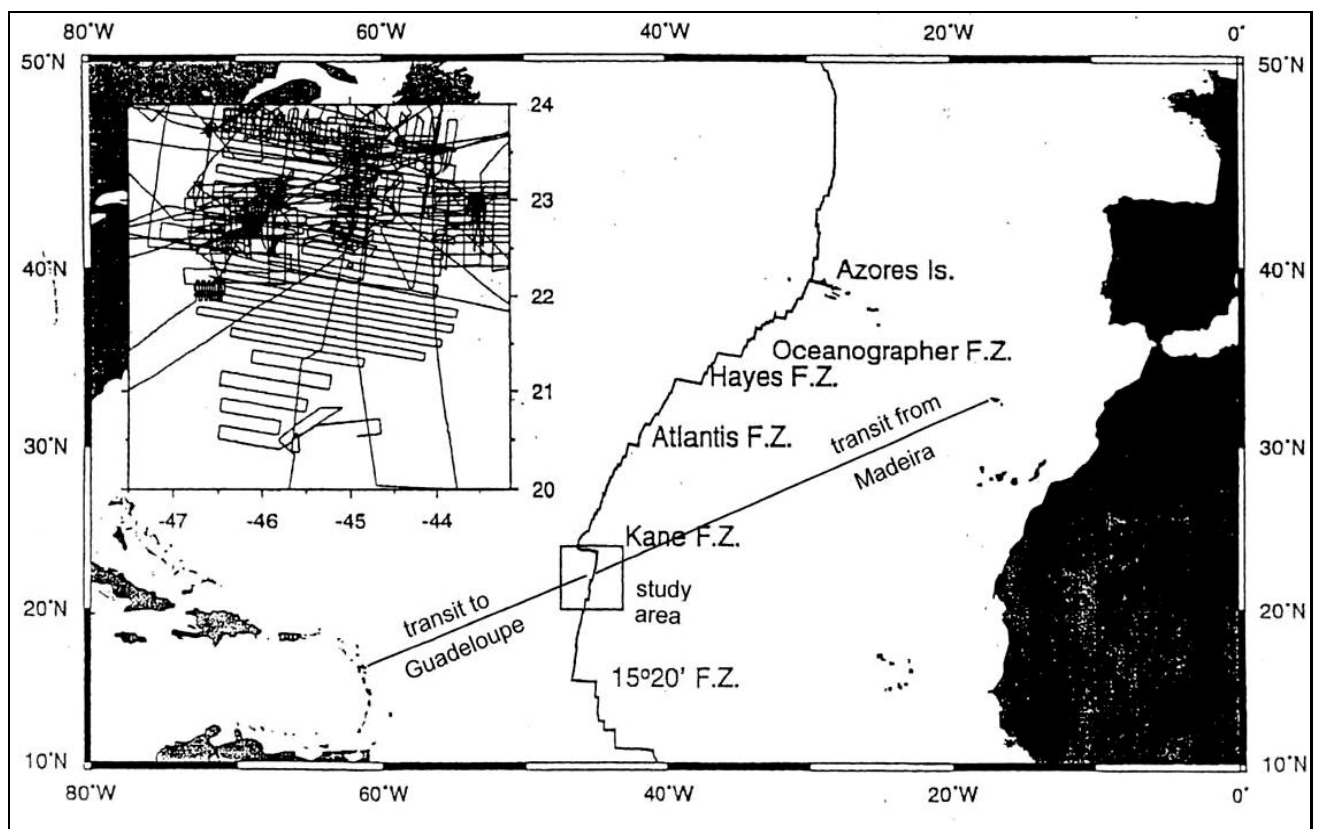 80°W 60°W 40°W 20°W 0°
50°N 50°N
24
23
22
21
20
-47 -46 -45 -44
40°N 40°N
Azores Is.
Oceanographer F.Z.
Hayes F.Z.
transit from
Madeira
30°N 30°N
Atlantis F.Z.
Kane F.Z.
study
area
20°N 20°N
transit to
Guadeloupe
15º20' F.Z.
10°N 10°N
80°W 60°W 40°W 20°W 0°